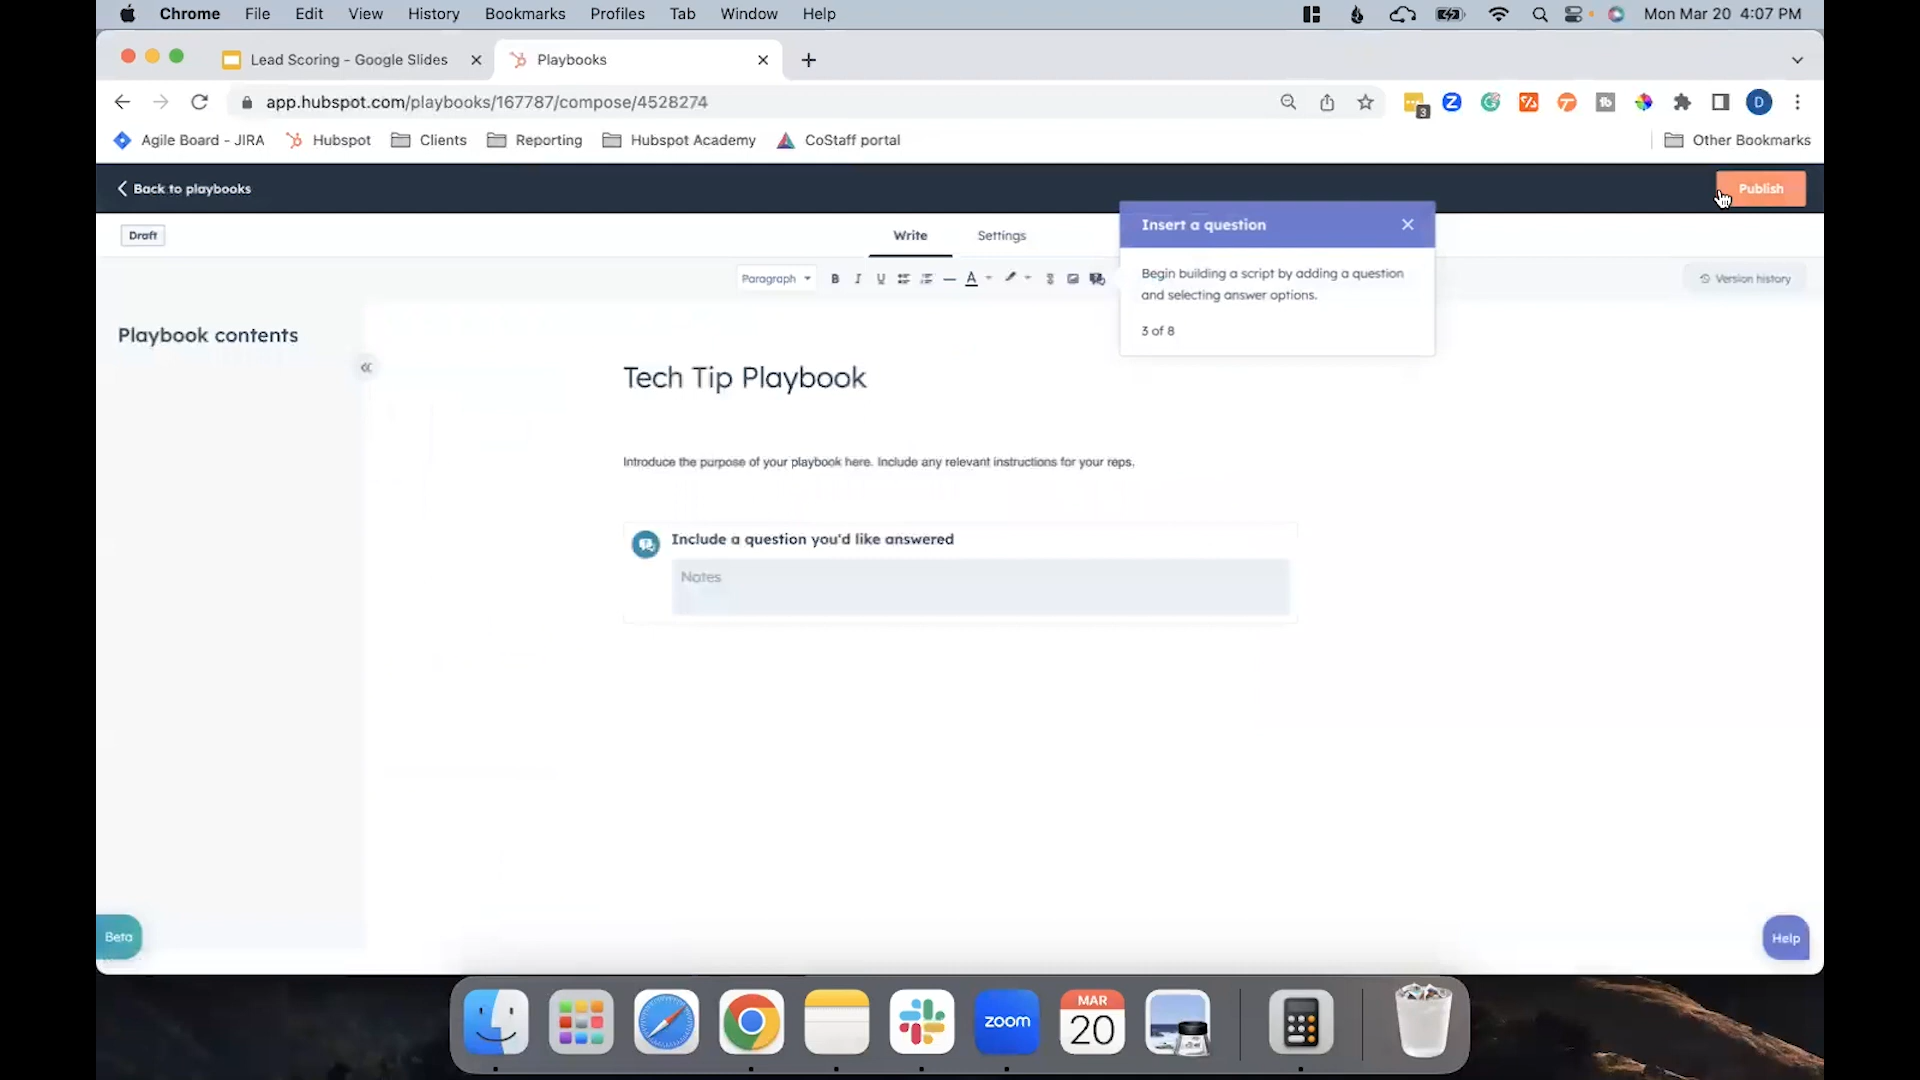 Chrome File Edit View History Bookmarks Profiles Tab Window Help Mon Mar 20 4:07 PM
Lead Scoring - Google Slides Playbooks
app.hubspot.com/playbooks/167787/compose/4528274 3 D
Agile Board - JIRA Hubspot Clients Reporting Hubspot Academy CoStaff portal Other Bookmarks
Back to playbooks Publish
Draft Write Settings
Insert a question
Begin building a script by adding a question
and selecting answer options.
3 of 8
Paragraph B I U A Version history
Playbook contents
Tech Tip Playbook
Introduce the purpose of your playbook here. Include any relevant instructions for your reps.
Include a question you'd like answered
Notes
Beta
Help
zoom
MAR
20